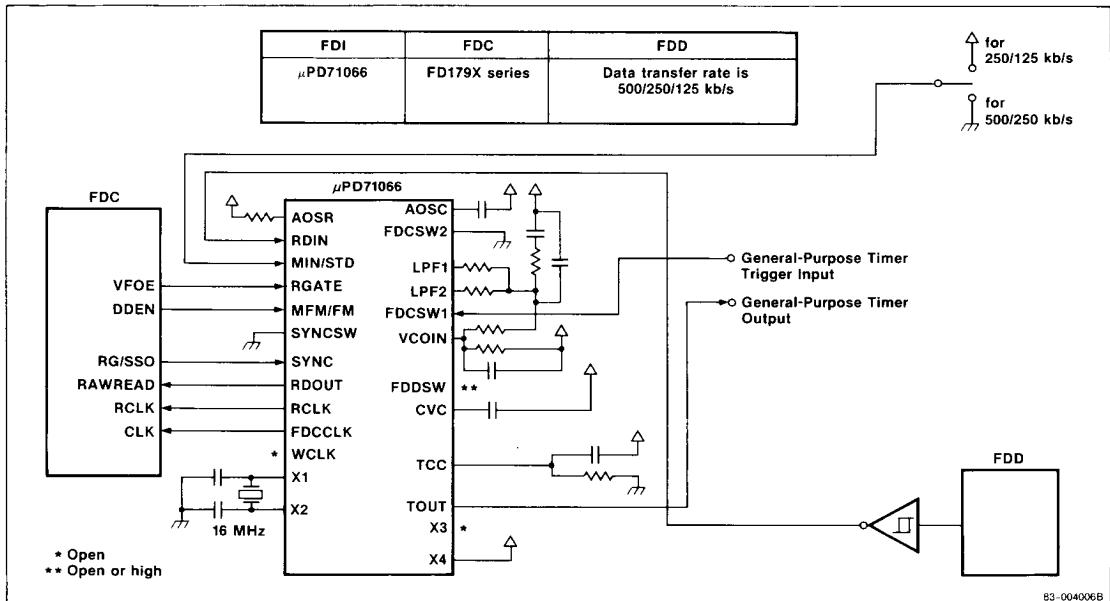 FDI FDC FDD
μPD71066 FD179X series Data transfer rate is
500/250/125 kb/s
for
250/125 kb/s
for
500/250 kb/s
μPD71066
FDC
VFOE
DDEN
RG/SSO
RAWREAD
RCLK
CLK
AOSR
RDIN
MIN/STD
RGATE
MFM/FM
SYNCSW
SYNC
RDOUT
RCLK
FDCCLK
* WCLK
X1
X2
16 MHz
AOSC
FDCSW2
LPF1
LPF2
FDCSW1
VCOIN
FDDSW **
CVC
TCC
TOUT
X3 *
X4
General-Purpose Timer
Trigger Input
General-Purpose Timer
Output
FDD
* Open
** Open or high
83-004006B